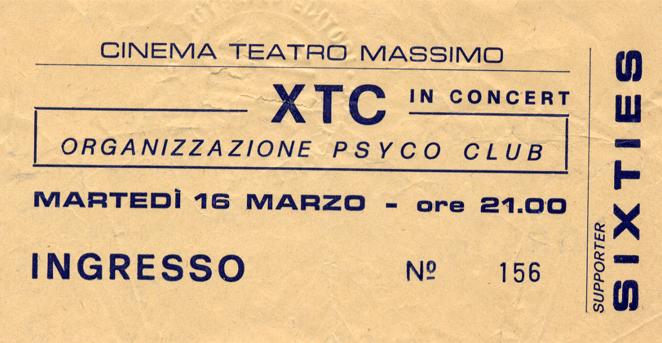 CINEMA TEATRO MASSIMO
XTC IN CONCERT
ORGANIZZAZIONE PSYCO CLUB
MARTEDÌ 16 MARZO - ore 21.00
INGRESSO Nº 156
SUPPORTER
SIXTIES